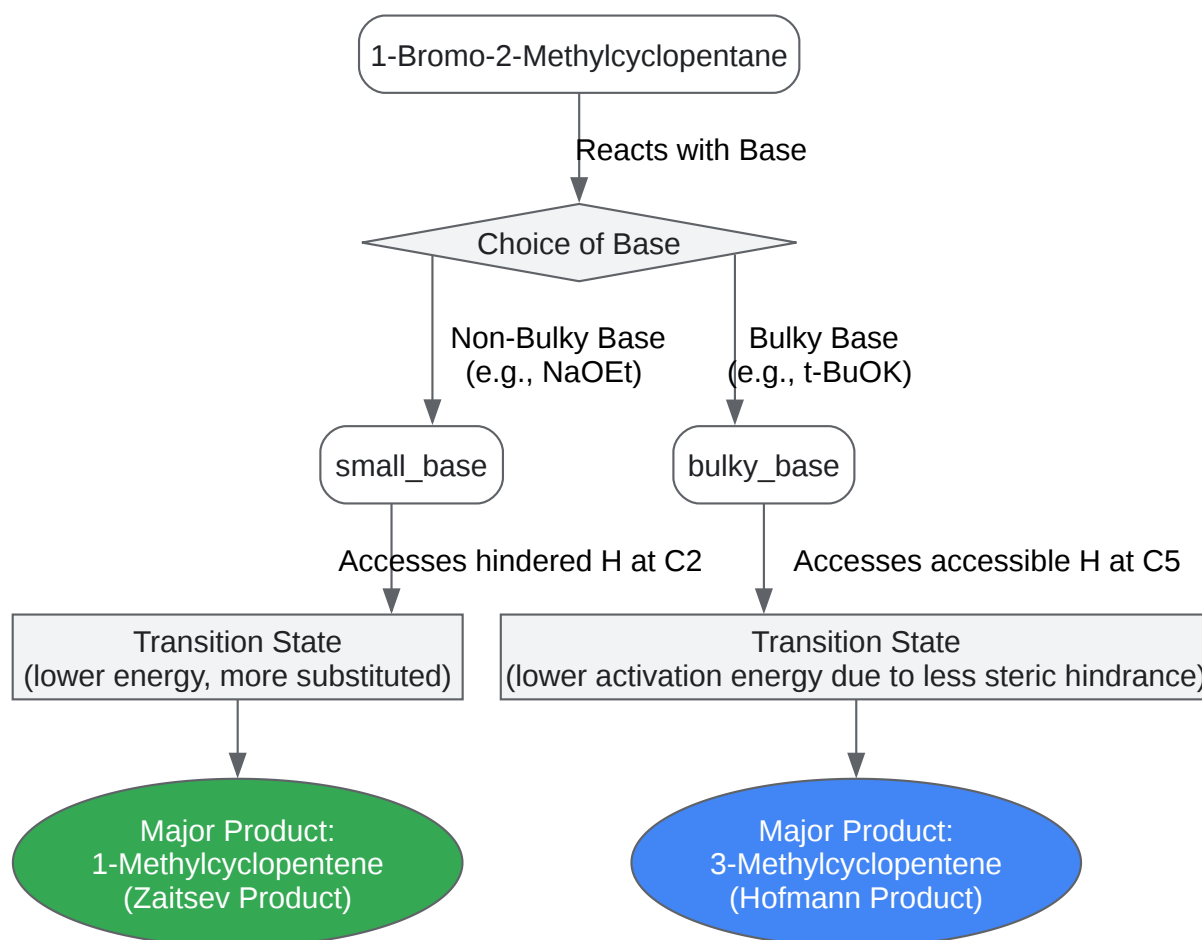 1-Bromo-2-Methylcyclopentane
Reacts with Base
Choice of Base
Non-Bulky Base
(e.g., NaOEt)
Bulky Base
(e.g., t-BuOK)
small_base
bulky_base
Accesses hindered H at C2
Accesses accessible H at C5
Transition State
(lower energy, more substituted)
Transition State
(lower activation energy due to less steric hindrance)
Major Product:
1-Methylcyclopentene
(Zaitsev Product)
Major Product:
3-Methylcyclopentene
(Hofmann Product)